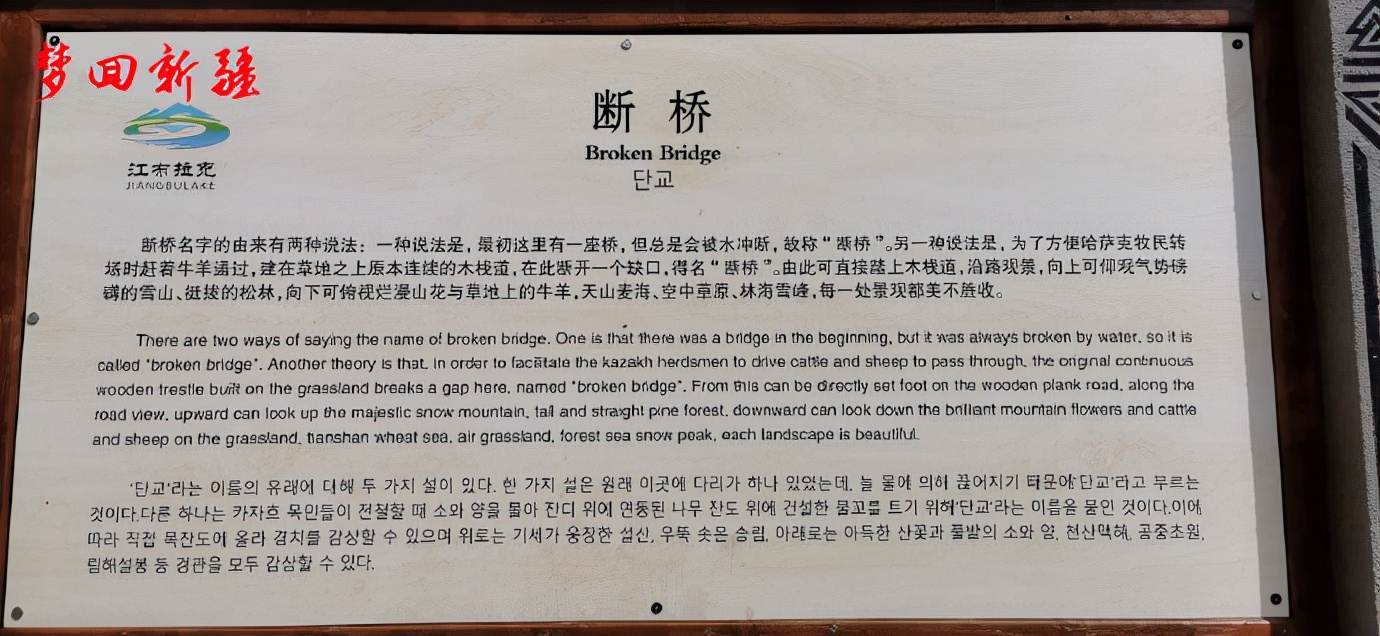 梦回新疆
江布拉克
JIANGBULAKE
断桥
Broken Bridge
단교
断桥名字的由来有两种说法：一种说法是，最初这里有一座桥，但总是会被水冲断，故称“断桥”。另一种说法是，为了方便哈萨克牧民转
场时赶着牛羊通过，建在草地之上原本连续的木栈道，在此断开一个缺口，得名“断桥”。由此可直接踏上木栈道，沿路观景，向上可仰观气势磅
礴的雪山、挺拔的松林，向下可俯视烂漫山花与草地上的牛羊，天山麦海、空中草原、林海雪峰，每一处景观都美不胜收。
There are two ways of saying the name of broken bridge. One is that there was a bridge in the beginning, but it was always broken by water, so it is
called "broken bridge". Another theory is that, in order to facilitate the kazakh herdsmen to drive cattle and sheep to pass through, the original continuous
wooden trestle built on the grassland breaks a gap here, named "broken bridge". From this can be directly set foot on the wooden plank road, along the
road view, upward can look up the majestic snow mountain, tall and straight pine forest, downward can look down the brilliant mountain flowers and cattle
and sheep on the grassland, tianshan wheat sea, air grassland, forest sea snow peak, each landscape is beautiful.
'단교'라는 이름의 유래에 대해 두 가지 설이 있다. 한 가지 설은 원래 이곳에 다리가 하나 있었는데, 늘 물에 의해 끊어지기 때문에'단교'라고 부르는
것이다.다른 하나는 카자흐 목민들이 전철할 때 소와 양을 몰아 잔디 위에 연동된 나무 잔도 위에 건설한 물꼬를 트기 위해'단교'라는 이름을 붙인 것이다.이에
따라 직접 목잔도에 올라 경치를 감상할 수 있으며 위로는 기세가 웅장한 설산, 우뚝 솟은 송림, 아래로는 아득한 산꽃과 풀밭의 소와 양, 천산맥해, 공중초원,
림해설봉 등 경관을 모두 감상할 수 있다.